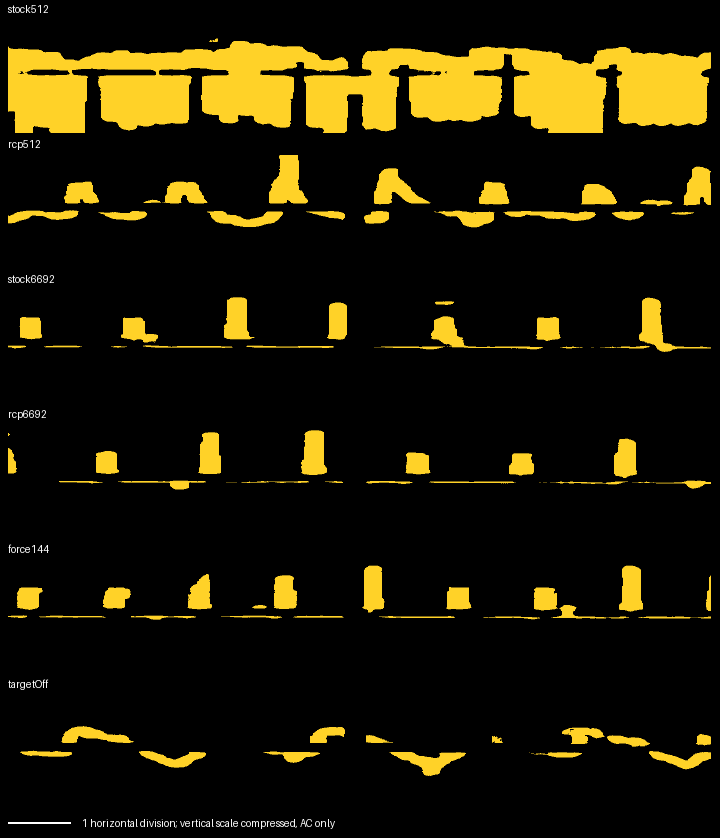 stock512
rcp512
stock6692
rcp6692
force144
targetOff
1 horizontal division; vertical scale compressed, AC only